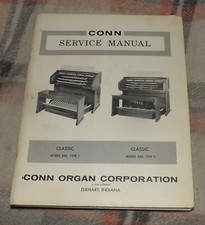 CONN
SERVICE MANUAL
CLASSIC
CLASSIC
CONN ORGAN CORPORATION
ELKHART, INDIANA